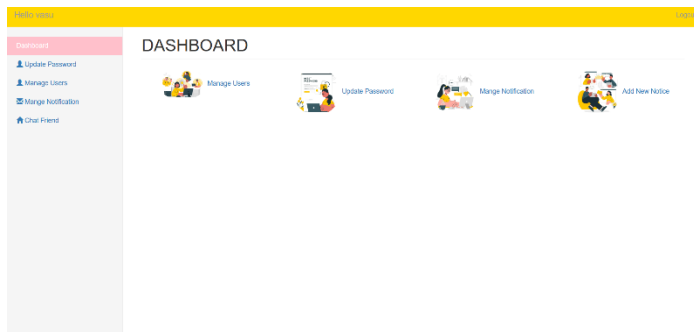 Hello vasu
Logout
Dashboard
DASHBOARD
Update Password
Manage Users
Mange Notification
Chat Friend
Manage Users
Update Password
Mange Notification
Add New Notice